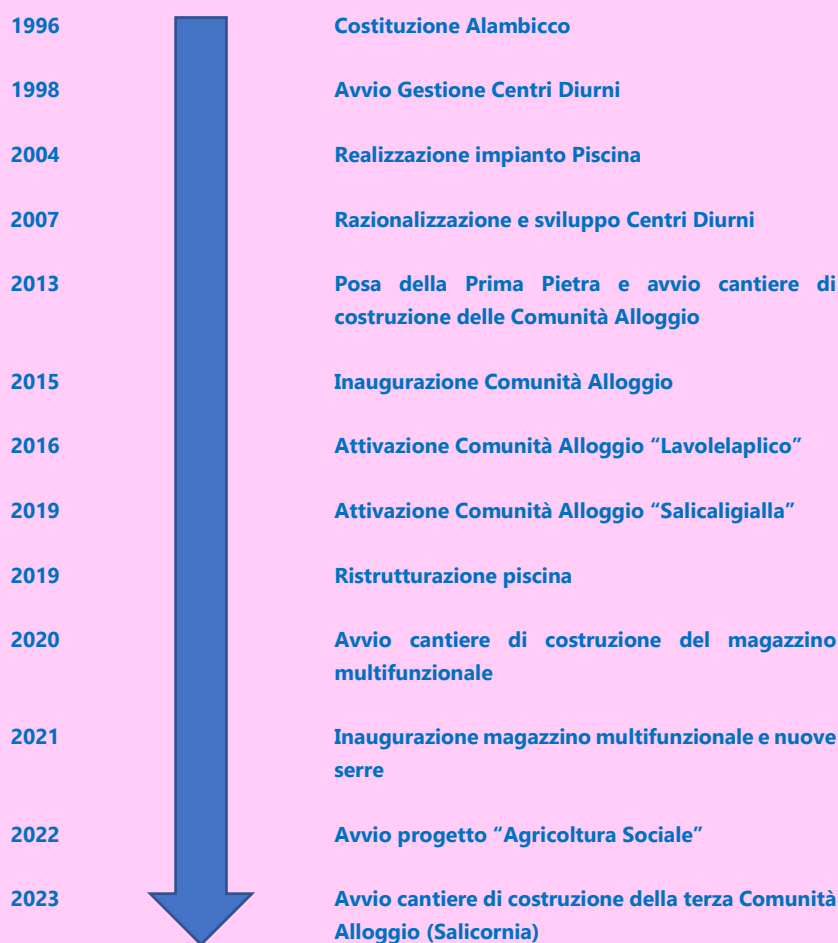 1996 Costituzione Alambicco
1998 Avvio Gestione Centri Diurni
2004 Realizzazione impianto Piscina
2007 Razionalizzazione e sviluppo Centri Diurni
2013 Posa della Prima Pietra e avvio cantiere di
costruzione delle Comunità Alloggio
2015 Inaugurazione Comunità Alloggio
2016 Attivazione Comunità Alloggio “Lavolelaplico”
2019 Attivazione Comunità Alloggio “Salicaligialla”
2019 Ristrutturazione piscina
2020 Avvio cantiere di costruzione del magazzino
multifunzionale
2021 Inaugurazione magazzino multifunzionale e nuove
serre
2022 Avvio progetto “Agricoltura Sociale”
2023 Avvio cantiere di costruzione della terza Comunità
Alloggio (Salicornia)